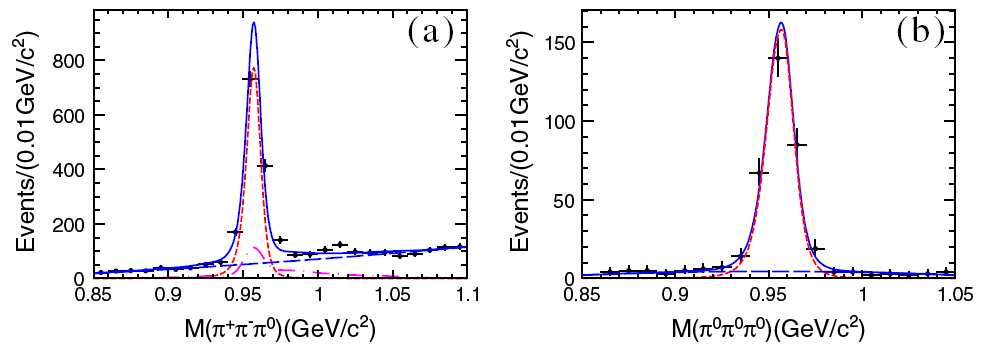 (a)
Events/(0.01GeV/c²)
800
600
400
200
0
0.85 0.9 0.95 1 1.05 1.1
M(π⁺π⁻π⁰)(GeV/c²)
(b)
Events/(0.01GeV/c²)
150
100
50
0
0.85 0.9 0.95 1 1.05
M(π⁰π⁰π⁰)(GeV/c²)